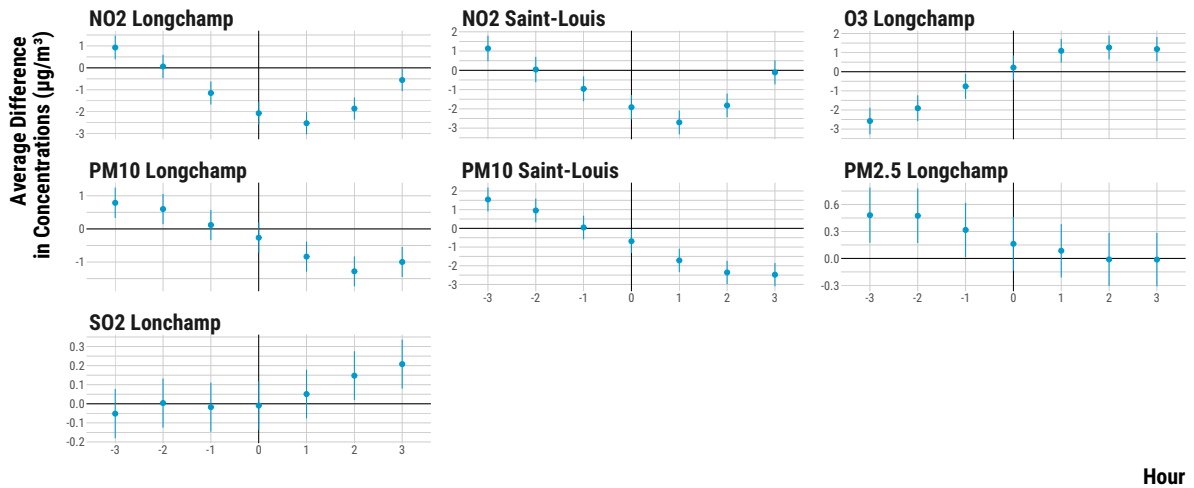 Average Difference
in Concentrations (µg/m³)
NO2 Longchamp
1
0
-1
-2
-3
NO2 Saint-Louis
2
1
0
-1
-2
-3
O3 Longchamp
2
1
0
-1
-2
-3
PM10 Longchamp
1
0
-1
PM10 Saint-Louis
2
1
0
-1
-2
-3
-3 -2 -1 0 1 2 3
PM2.5 Longchamp
0.6
0.3
0.0
-0.3
-3 -2 -1 0 1 2 3
SO2 Lonchamp
0.3
0.2
0.1
0.0
-0.1
-0.2
-3 -2 -1 0 1 2 3
Hour